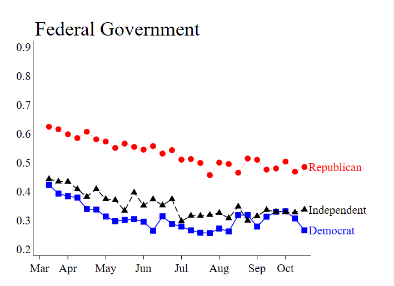 Federal Government
0.9
0.8
0.7
0.6
0.5
0.4
0.3
0.2
Republican
Independent
Democrat
Mar Apr May Jun Jul Aug Sep Oct